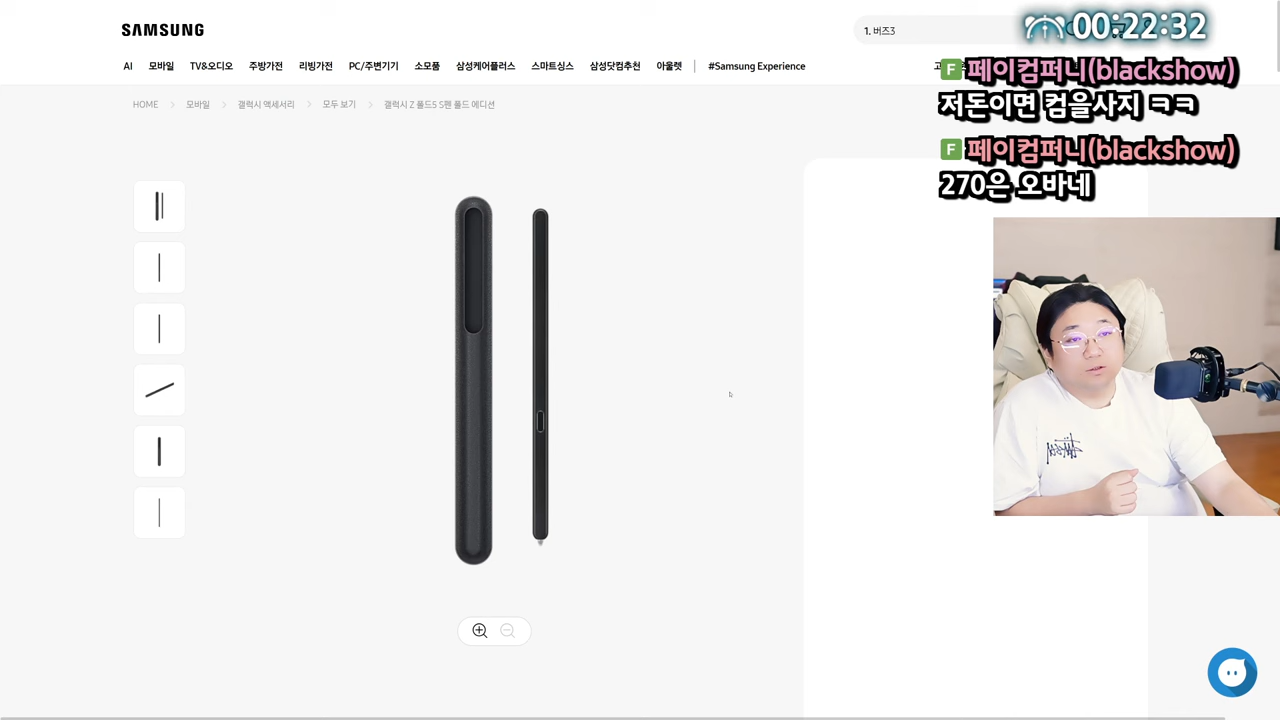 SAMSUNG
1. 버즈3
00:22:32
AI 모바일 TV&오디오 주방가전 리빙가전 PC/주변기기 소모품 삼성케어플러스 스마트싱스 삼성닷컴추천 아울렛 #Samsung Experience
F 페이컴퍼니(blackshow)
저돈이면 컴을사지 ㅋㅋ
HOME 모바일 갤럭시 액세서리 모두 보기 갤럭시 Z 폴드5 S펜 폴드 에디션
F 페이컴퍼니(blackshow)
270은 오바네